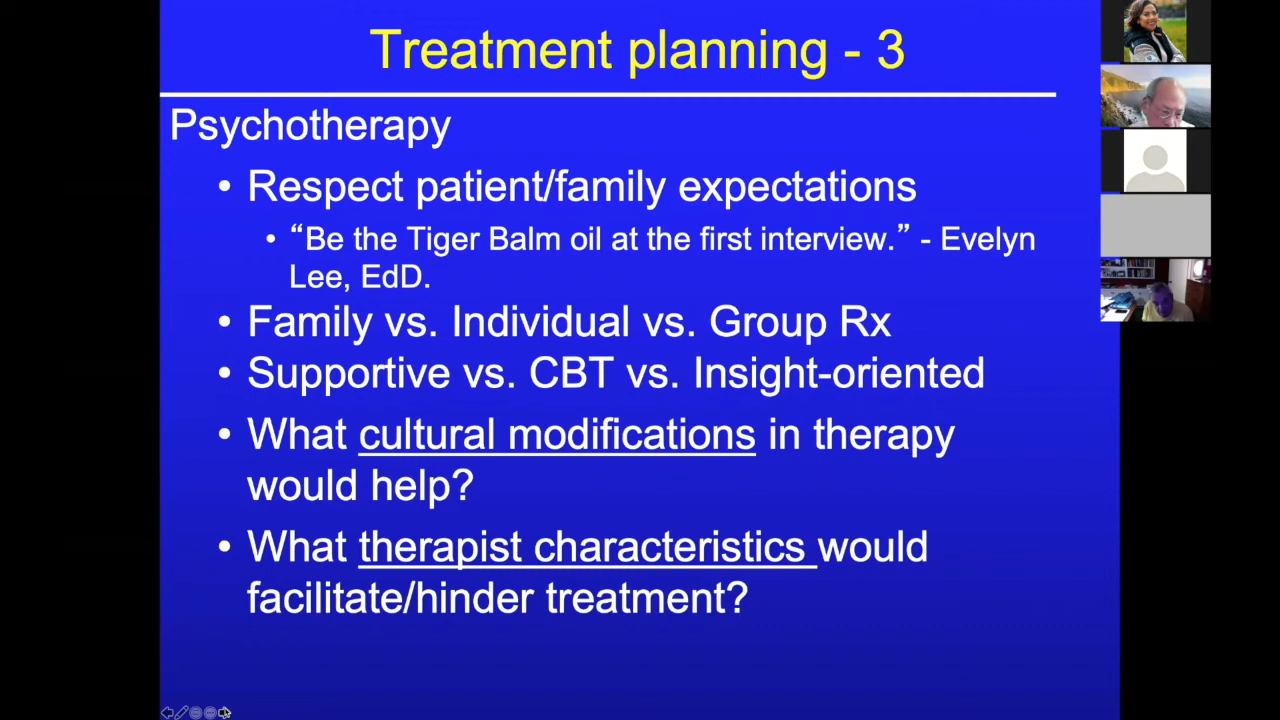 Treatment planning - 3
Psychotherapy
• Respect patient/family expectations
• “Be the Tiger Balm oil at the first interview.” - Evelyn
Lee, EdD.
• Family vs. Individual vs. Group Rx
• Supportive vs. CBT vs. Insight-oriented
• What cultural modifications in therapy
would help?
• What therapist characteristics would
facilitate/hinder treatment?